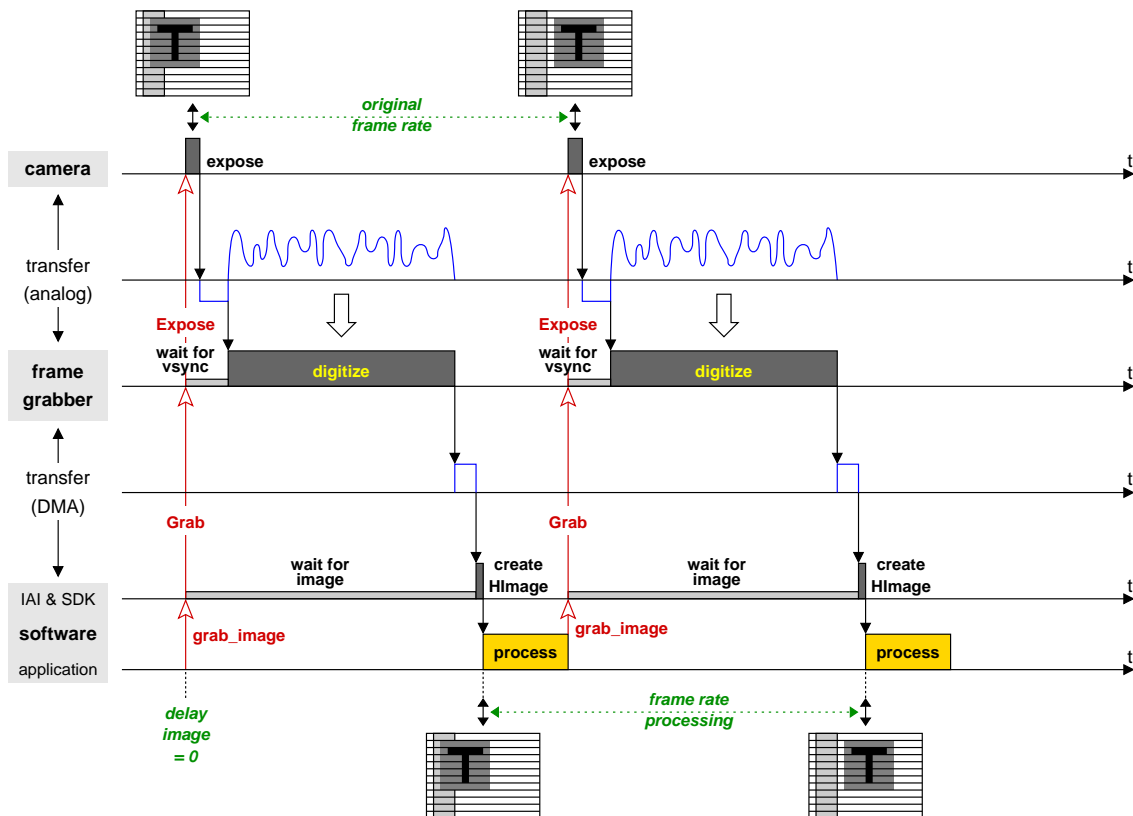 T
T
original
frame rate
expose
expose
t
camera
transfer
(analog)
t
Expose
Expose
wait for
vsync
digitize
wait for
vsync
digitize
t
frame
grabber
transfer
(DMA)
t
Grab
Grab
wait for
image
create
HImage
wait for
image
create
HImage
t
IAI & SDK
software
application
grab_image
process
grab_image
process
t
delay
image
= 0
frame rate
processing
T
T